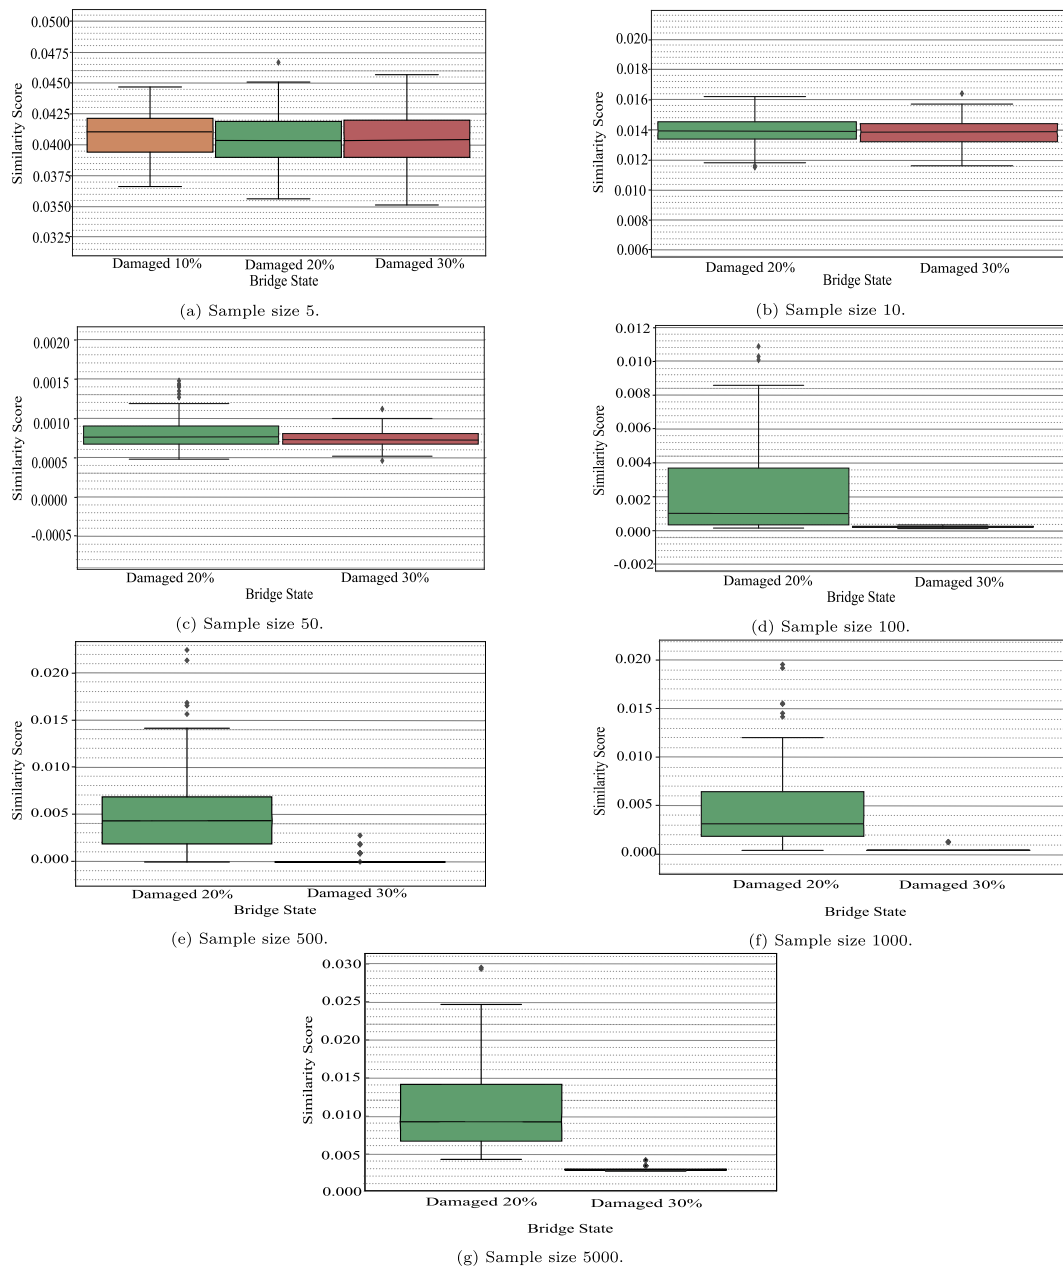 0.0500
0.0475
0.0450
0.0425
0.0400
0.0375
0.0350
0.0325
Similarity Score
Damaged 10% Damaged 20% Damaged 30%
Bridge State
(a) Sample size 5.
0.020
0.018
0.016
0.014
0.012
0.010
0.008
0.006
Similarity Score
Damaged 20% Damaged 30%
Bridge State
(b) Sample size 10.
0.0020
0.0015
0.0010
0.0005
0.0000
-0.0005
Similarity Score
Damaged 20% Damaged 30%
Bridge State
(c) Sample size 50.
0.012
0.010
0.008
0.006
0.004
0.002
0.000
-0.002
Similarity Score
Damaged 20% Damaged 30%
Bridge State
(d) Sample size 100.
0.020
0.015
0.010
0.005
0.000
Similarity Score
Damaged 20% Damaged 30%
Bridge State
(e) Sample size 500.
0.020
0.015
0.010
0.005
0.000
Similarity Score
Damaged 20% Damaged 30%
Bridge State
(f) Sample size 1000.
0.030
0.025
0.020
0.015
0.010
0.005
0.000
Similarity Score
Damaged 20% Damaged 30%
Bridge State
(g) Sample size 5000.